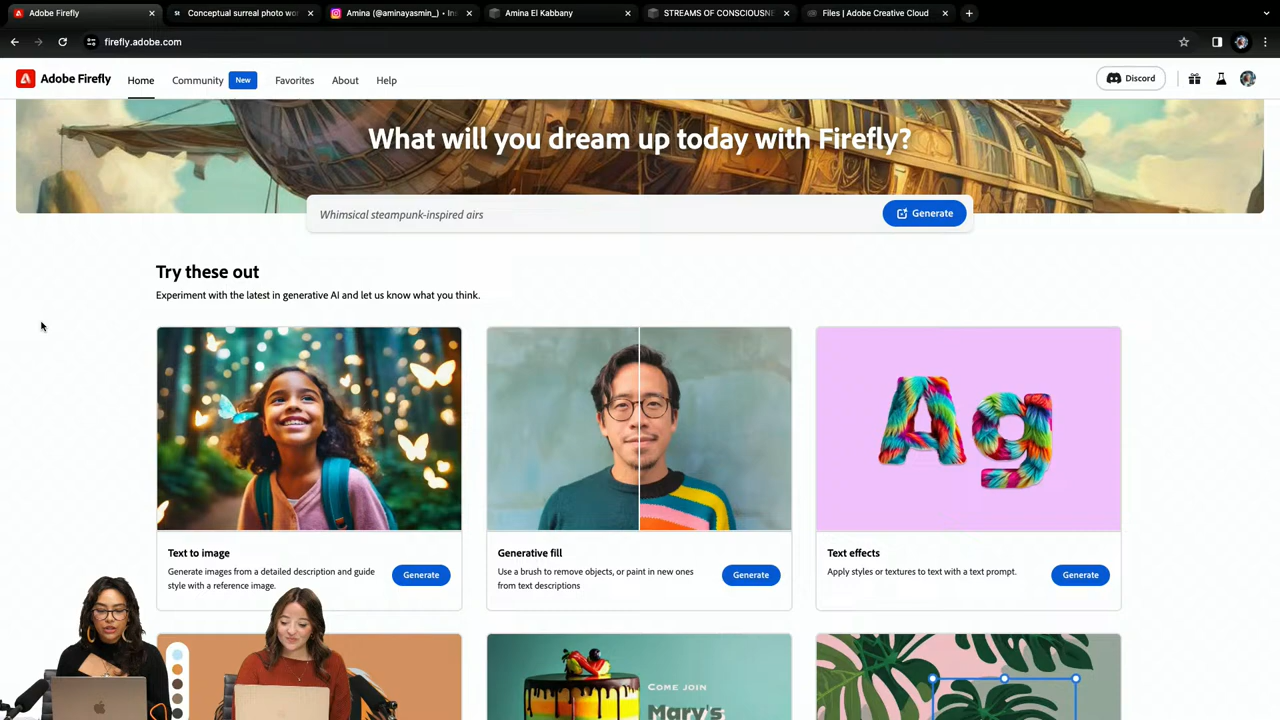 Adobe Firefly
Conceptual surreal photo wor
Amina (@aminayasmin_) • Ins
Amina El Kabbany
STREAMS OF CONSCIOUSNE
Files | Adobe Creative Cloud
firefly.adobe.com
Adobe Firefly
Home
Community
New
Favorites
About
Help
Discord
What will you dream up today with Firefly?
Whimsical steampunk-inspired airs
Generate
Try these out
Experiment with the latest in generative AI and let us know what you think.
Ag
Text to image
Generate images from a detailed description and guide
style with a reference image.
Generate
Generative fill
Use a brush to remove objects, or paint in new ones
from text descriptions
Generate
Text effects
Apply styles or textures to text with a text prompt.
Generate
COME JOIN
Mary's